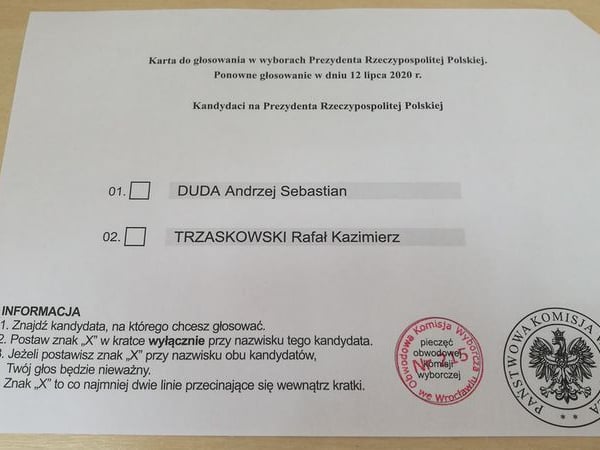 Karta do głosowania w wyborach Prezydenta Rzeczypospolitej Polskiej.
Ponowne głosowanie w dniu 12 lipca 2020 r.
Kandydaci na Prezydenta Rzeczypospolitej Polskiej
01. DUDA Andrzej Sebastian
02. TRZASKOWSKI Rafał Kazimierz
INFORMACJA
1. Znajdź kandydata, na którego chcesz głosować.
2. Postaw znak „X” w kratce wyłącznie przy nazwisku tego kandydata.
3. Jeżeli postawisz znak „X” przy nazwisku obu kandydatów,
Twój głos będzie nieważny.
Znak „X” to co najmniej dwie linie przecinające się wewnątrz kratki.
pieczęć
obwodowej
komisji
wyborczej
Obwodowa Komisja Wyborcza
we Wrocławiu
PAŃSTWOWA KOMISJA